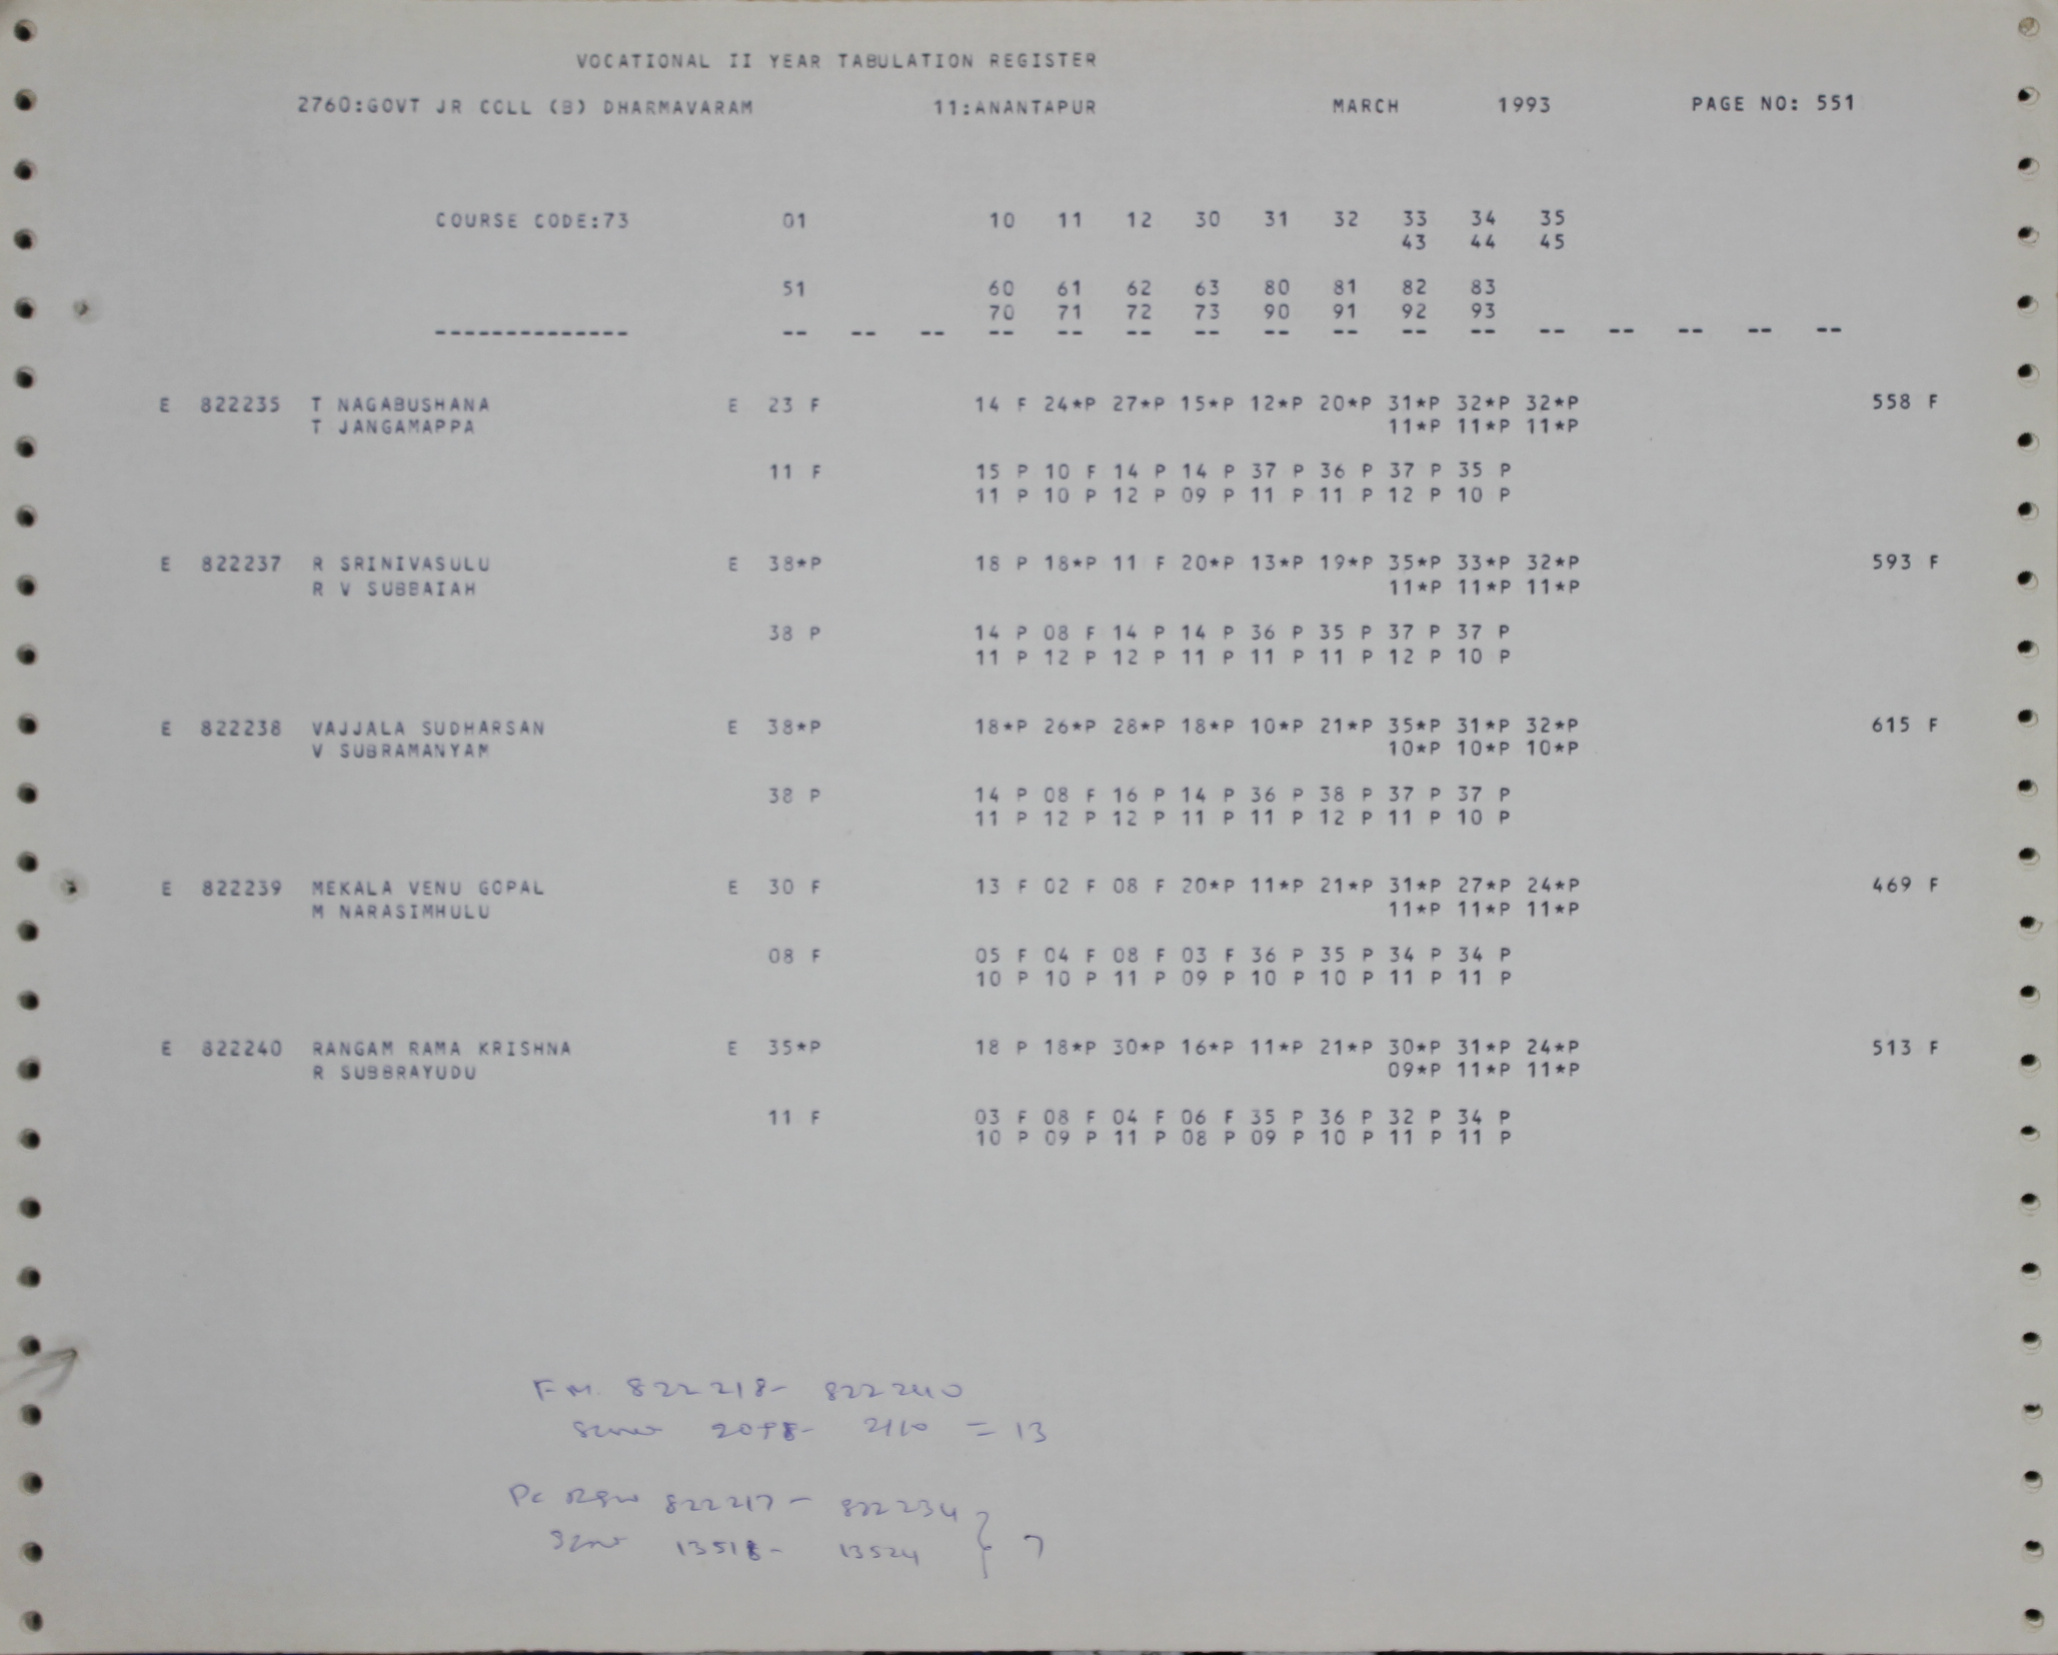 VOCATIONAL II YEAR TABULATION REGISTER
2760:GOVT JR COLL (B) DHARMAVARAM 11:ANANTAPUR MARCH 1993 PAGE NO: 551
COURSE CODE:73 01 10 11 12 30 31 32 33 34 35
43 44 45
51 60 61 62 63 80 81 82 83
70 71 72 73 90 91 92 93
-------------- -- -- -- -- -- -- -- -- -- -- -- -- -- -- -- --
E 822235 T NAGABUSHANA E 23 F 14 F 24*P 27*P 15*P 12*P 20*P 31*P 32*P 32*P 558 F
T JANGAMAPPA 11*P 11*P 11*P
11 F 15 P 10 F 14 P 14 P 37 P 36 P 37 P 35 P
11 P 10 P 12 P 09 P 11 P 11 P 12 P 10 P
E 822237 R SRINIVASULU E 38*P 18 P 18*P 11 F 20*P 13*P 19*P 35*P 33*P 32*P 593 F
R V SUBBAIAH 11*P 11*P 11*P
38 P 14 P 08 F 14 P 14 P 36 P 35 P 37 P 37 P
11 P 12 P 12 P 11 P 11 P 11 P 12 P 10 P
E 822238 VAJJALA SUDHARSAN E 38*P 18*P 26*P 28*P 18*P 10*P 21*P 35*P 31*P 32*P 615 F
V SUBRAMANYAM 10*P 10*P 10*P
38 P 14 P 08 F 16 P 14 P 36 P 38 P 37 P 37 P
11 P 12 P 12 P 11 P 11 P 12 P 11 P 10 P
E 822239 MEKALA VENU GOPAL E 30 F 13 F 02 F 08 F 20*P 11*P 21*P 31*P 27*P 24*P 469 F
M NARASIMHULU 11*P 11*P 11*P
08 F 05 F 04 F 08 F 03 F 36 P 35 P 34 P 34 P
10 P 10 P 11 P 09 P 10 P 10 P 11 P 11 P
E 822240 RANGAM RAMA KRISHNA E 35*P 18 P 18*P 30*P 16*P 11*P 21*P 30*P 31*P 24*P 513 F
R SUBBRAYUDU 09*P 11*P 11*P
11 F 03 F 08 F 04 F 06 F 35 P 36 P 32 P 34 P
10 P 09 P 11 P 08 P 09 P 10 P 11 P 11 P
F.M. 822218- 822240
2098- 2110 = 13
Pc 822217 - 822234
13518- 13524 } 7